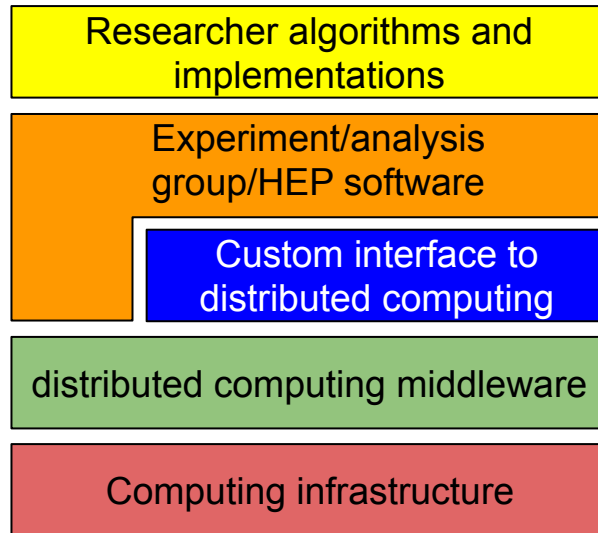 Researcher algorithms and
implementations
Experiment/analysis
group/HEP software
Custom interface to
distributed computing
distributed computing middleware
Computing infrastructure